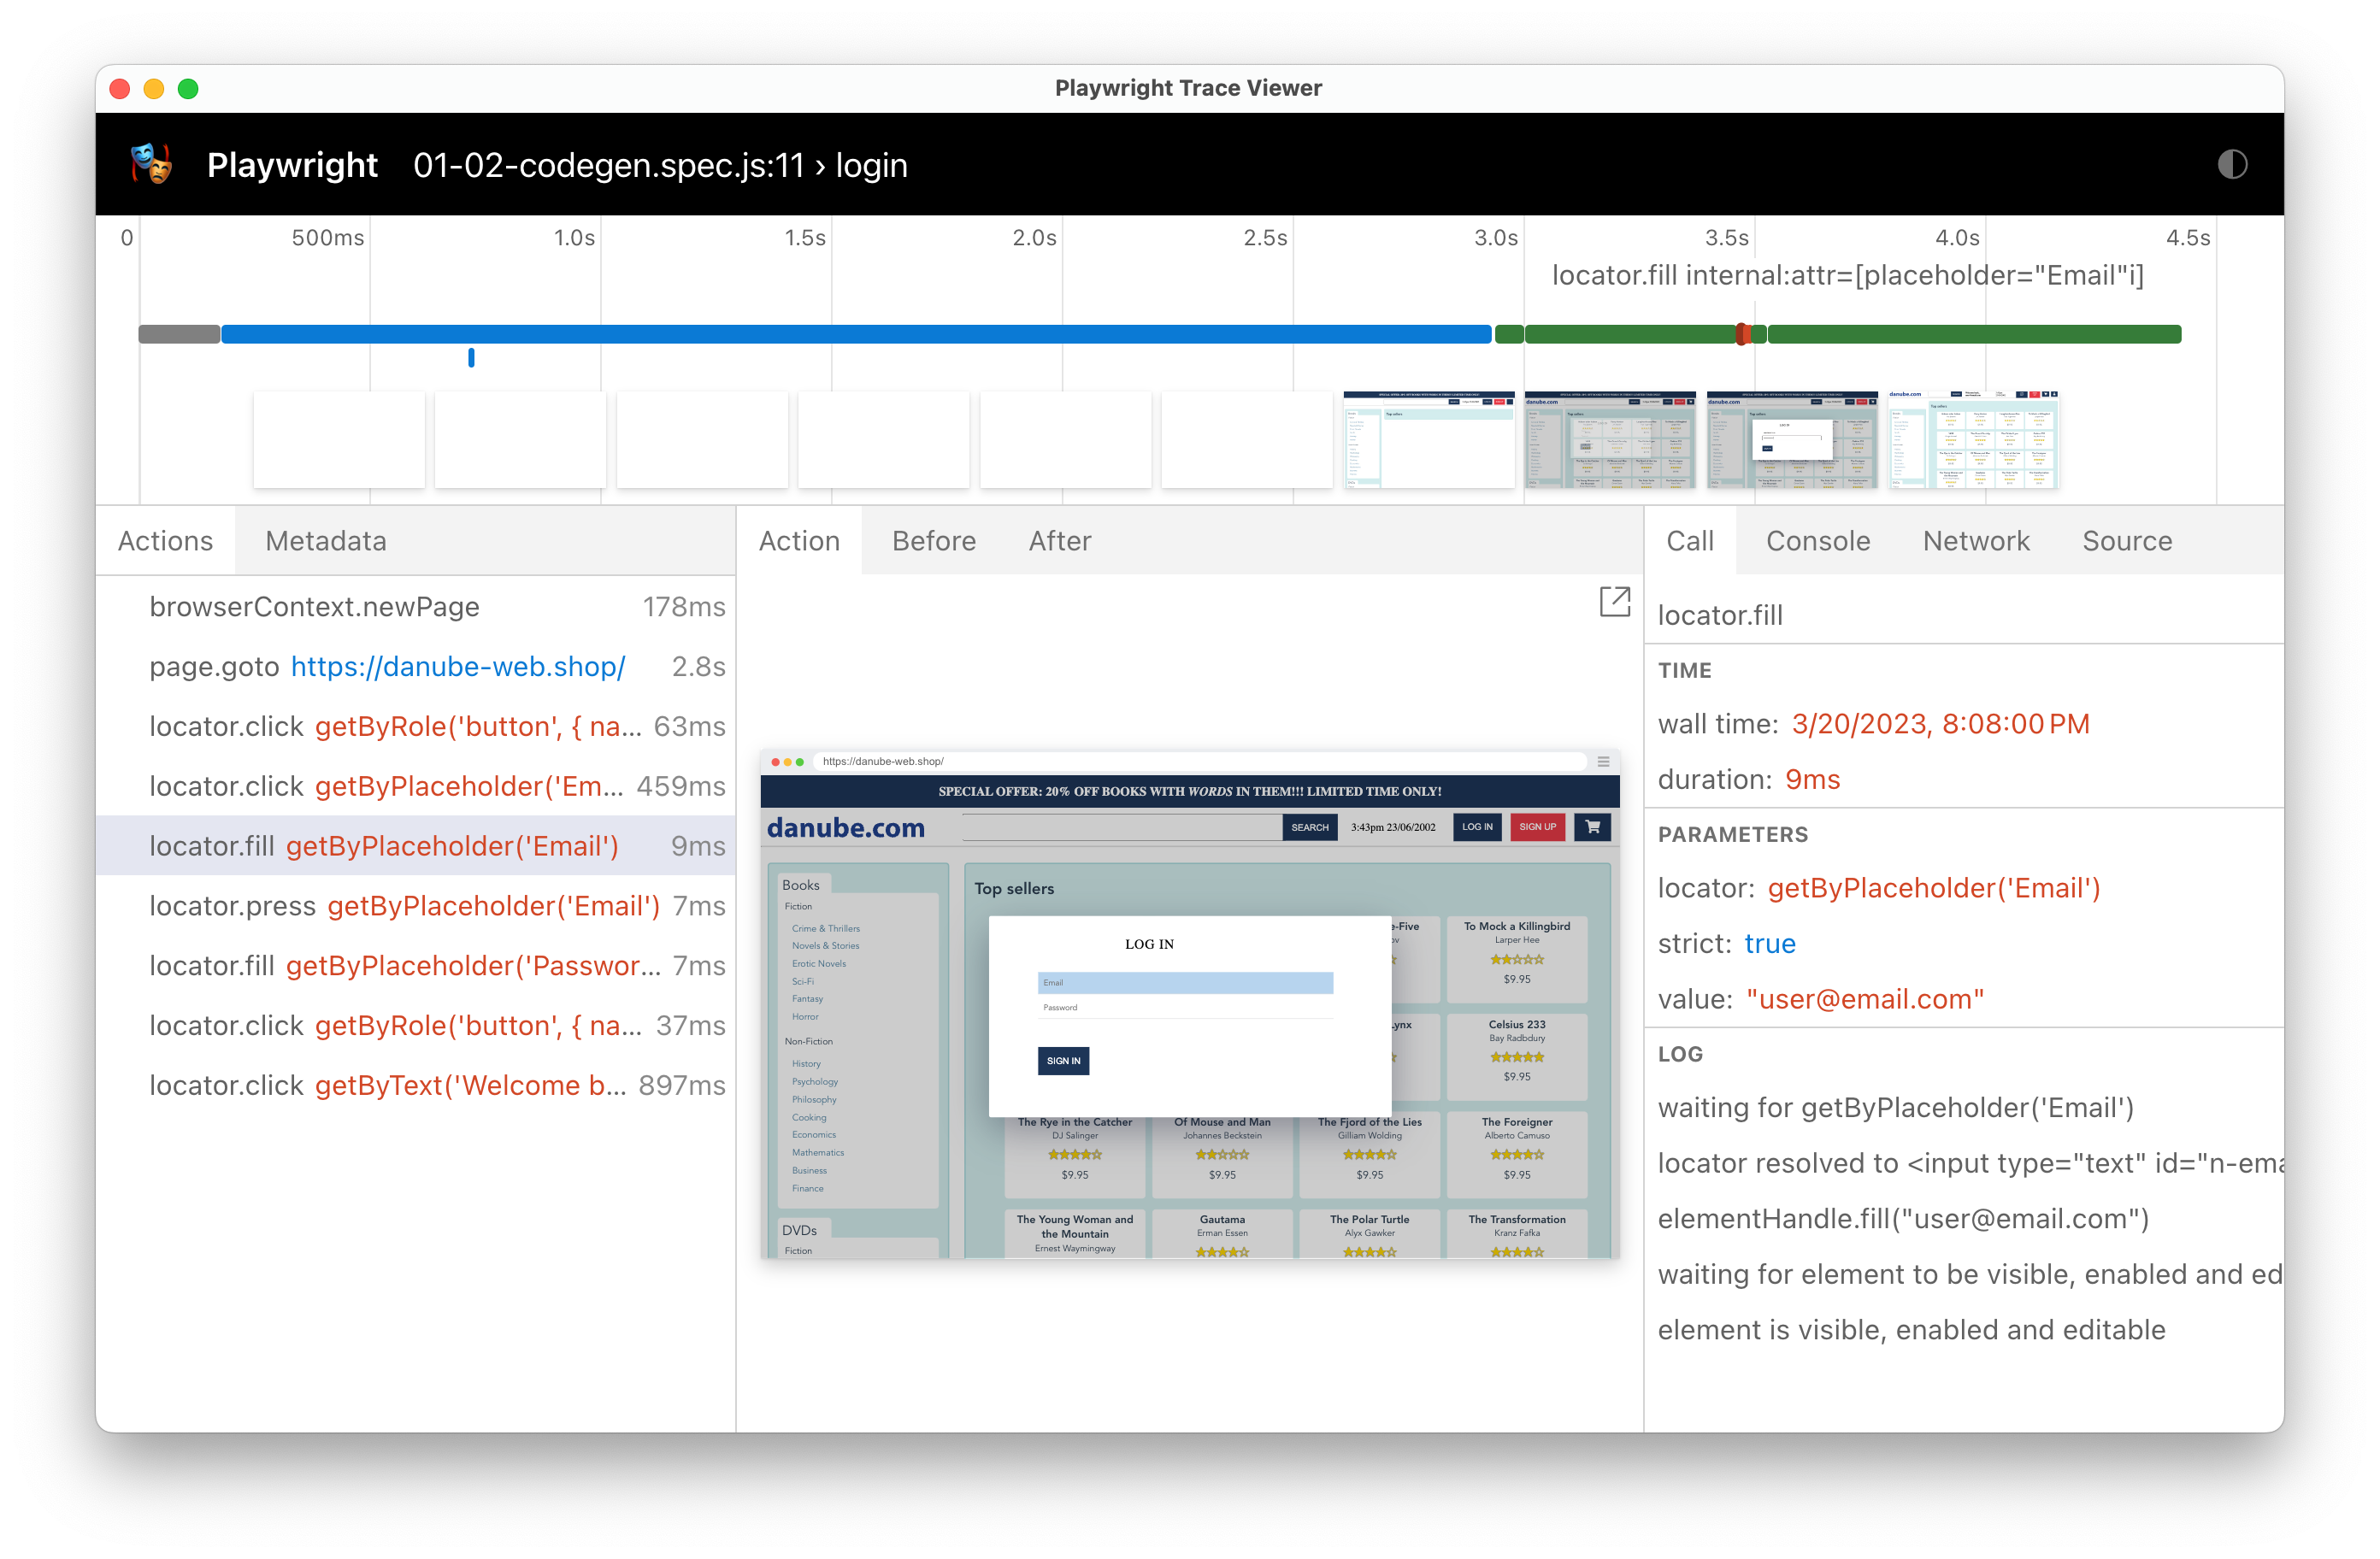 Playwright Trace Viewer
Playwright 01-02-codegen.spec.js:11 › login
0 500ms 1.0s 1.5s 2.0s 2.5s 3.0s 3.5s 4.0s 4.5s
locator.fill internal:attr=[placeholder="Email"i]
Actions Metadata
browserContext.newPage 178ms
page.goto https://danube-web.shop/ 2.8s
locator.click getByRole('button', { na... 63ms
locator.click getByPlaceholder('Em... 459ms
locator.fill getByPlaceholder('Email') 9ms
locator.press getByPlaceholder('Email') 7ms
locator.fill getByPlaceholder('Passwor... 7ms
locator.click getByRole('button', { na... 37ms
locator.click getByText('Welcome b... 897ms
Action Before After
https://danube-web.shop/
SPECIAL OFFER: 20% OFF BOOKS WITH WORDS IN THEM!!! LIMITED TIME ONLY!
danube.com SEARCH 3:43pm 23/06/2002 LOG IN SIGN UP
Books
Fiction
Crime & Thrillers
Novels & Stories
Erotic Novels
Sci-Fi
Fantasy
Horror
Non-Fiction
History
Psychology
Philosophy
Cooking
Economics
Mathematics
Business
Finance
DVDs
Fiction
Top sellers
LOG IN
Email
Password
SIGN IN
e-Five
ov
To Mock a Killingbird
Larper Hee
$9.95
Lynx
Celsius 233
Bay Radbdury
$9.95
The Rye in the Catcher
DJ Salinger
$9.95
Of Mouse and Man
Johannes Beckstein
$9.95
The Fjord of the Lies
Gilliam Wolding
$9.95
The Foreigner
Alberto Camuso
$9.95
The Young Woman and
the Mountain
Ernest Waymingway
Gautama
Erman Essen
The Polar Turtle
Alyx Gawker
The Transformation
Kranz Fafka
Call Console Network Source
locator.fill
TIME
wall time: 3/20/2023, 8:08:00 PM
duration: 9ms
PARAMETERS
locator: getByPlaceholder('Email')
strict: true
value: "user@email.com"
LOG
waiting for getByPlaceholder('Email')
locator resolved to <input type="text" id="n-ema
elementHandle.fill("user@email.com")
waiting for element to be visible, enabled and ed
element is visible, enabled and editable